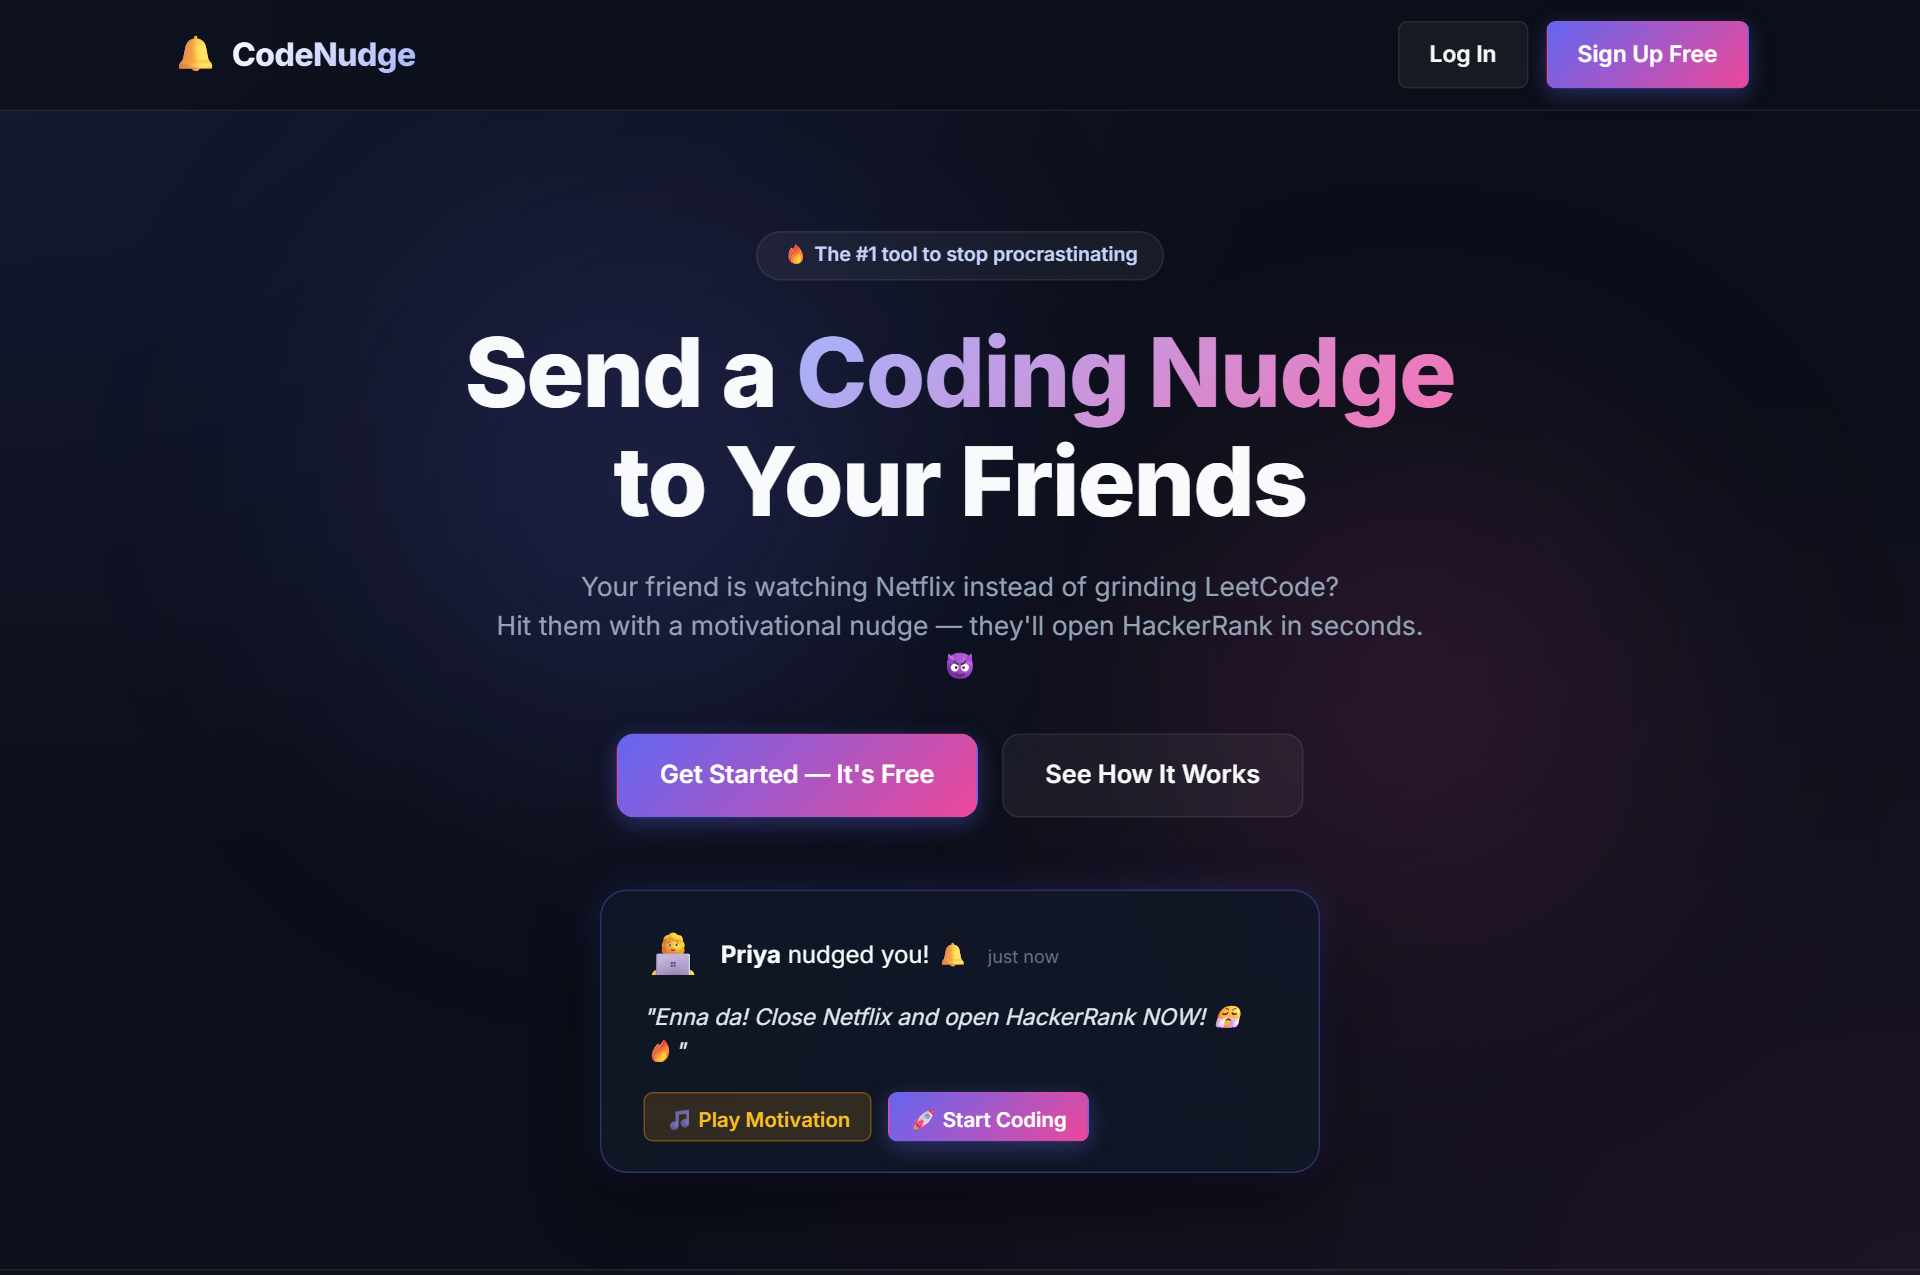 🔔 CodeNudge
Log In
Sign Up Free
🔥 The #1 tool to stop procrastinating
Send a Coding Nudge
to Your Friends
Your friend is watching Netflix instead of grinding LeetCode?
Hit them with a motivational nudge — they'll open HackerRank in seconds.
😈
Get Started — It's Free
See How It Works
Priya nudged you! 🔔 just now
"Enna da! Close Netflix and open HackerRank NOW! 😤
🔥"
🎵 Play Motivation
🚀 Start Coding